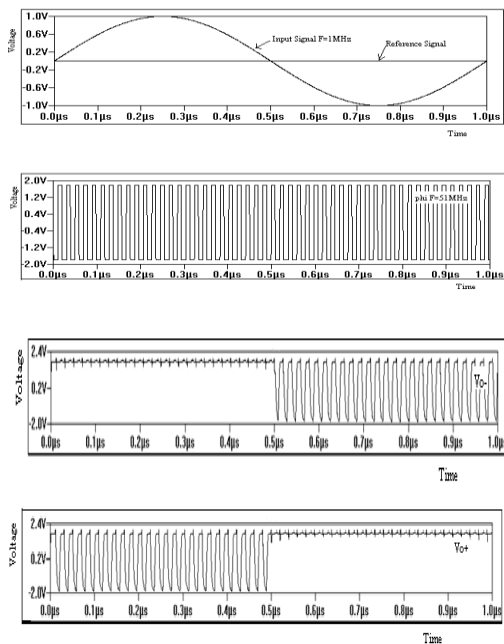 Voltage
1.0V
0.6V
0.2V
-0.2V
-0.6V
-1.0V
Input Signal F=1MHz
Reference Signal
0.0µs 0.1µs 0.2µs 0.3µs 0.4µs 0.5µs 0.6µs 0.7µs 0.8µs 0.9µs 1.0µs
Time
Voltage
2.0V
1.2V
0.4V
-0.4V
-1.2V
-2.0V
phi F=51MHz
0.0µs 0.1µs 0.2µs 0.3µs 0.4µs 0.5µs 0.6µs 0.7µs 0.8µs 0.9µs 1.0µs
Time
Voltage
2.4V
0.2V
-2.0V
Vo-
0.0µs 0.1µs 0.2µs 0.3µs 0.4µs 0.5µs 0.6µs 0.7µs 0.8µs 0.9µs 1.0µs
Time
Voltage
2.4V
0.2V
-2.0V
Vo+
0.0µs 0.1µs 0.2µs 0.3µs 0.4µs 0.5µs 0.6µs 0.7µs 0.8µs 0.9µs 1.0µs
Time